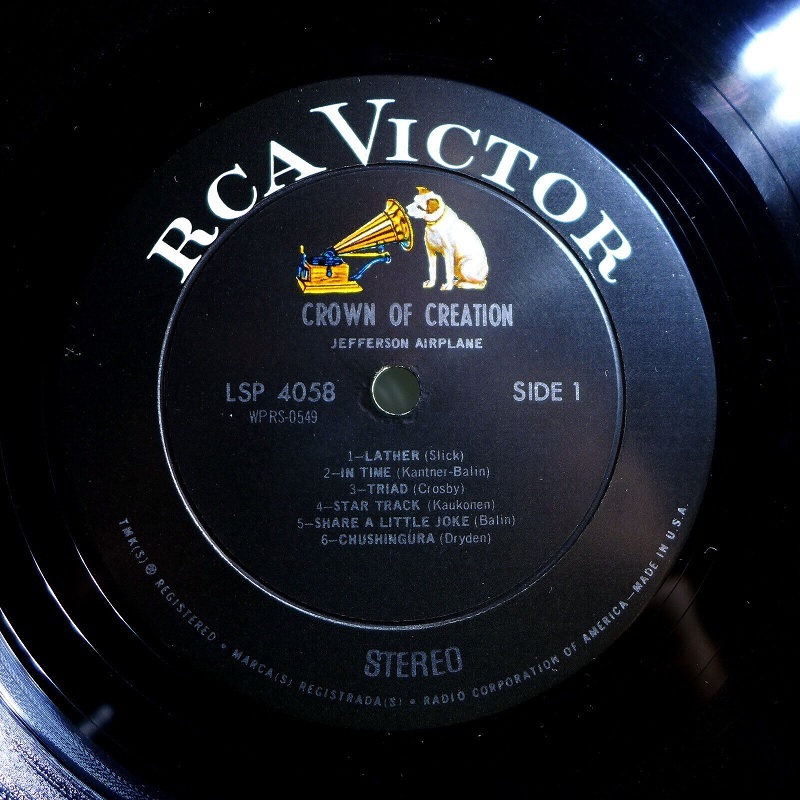 RCA VICTOR
CROWN OF CREATION
JEFFERSON AIRPLANE
LSP 4058
WPRS-0549
SIDE 1
1—LATHER (Slick)
2—IN TIME (Kantner-Balin)
3—TRIAD (Crosby)
4—STAR TRACK (Kaukonen)
5—SHARE A LITTLE JOKE (Balin)
6—CHUSHINGURA (Dryden)
STEREO
TMK(S) ® REGISTERED • MARCA(S) REGISTRADA(S) • RADIO CORPORATION OF AMERICA—MADE IN U.S.A.